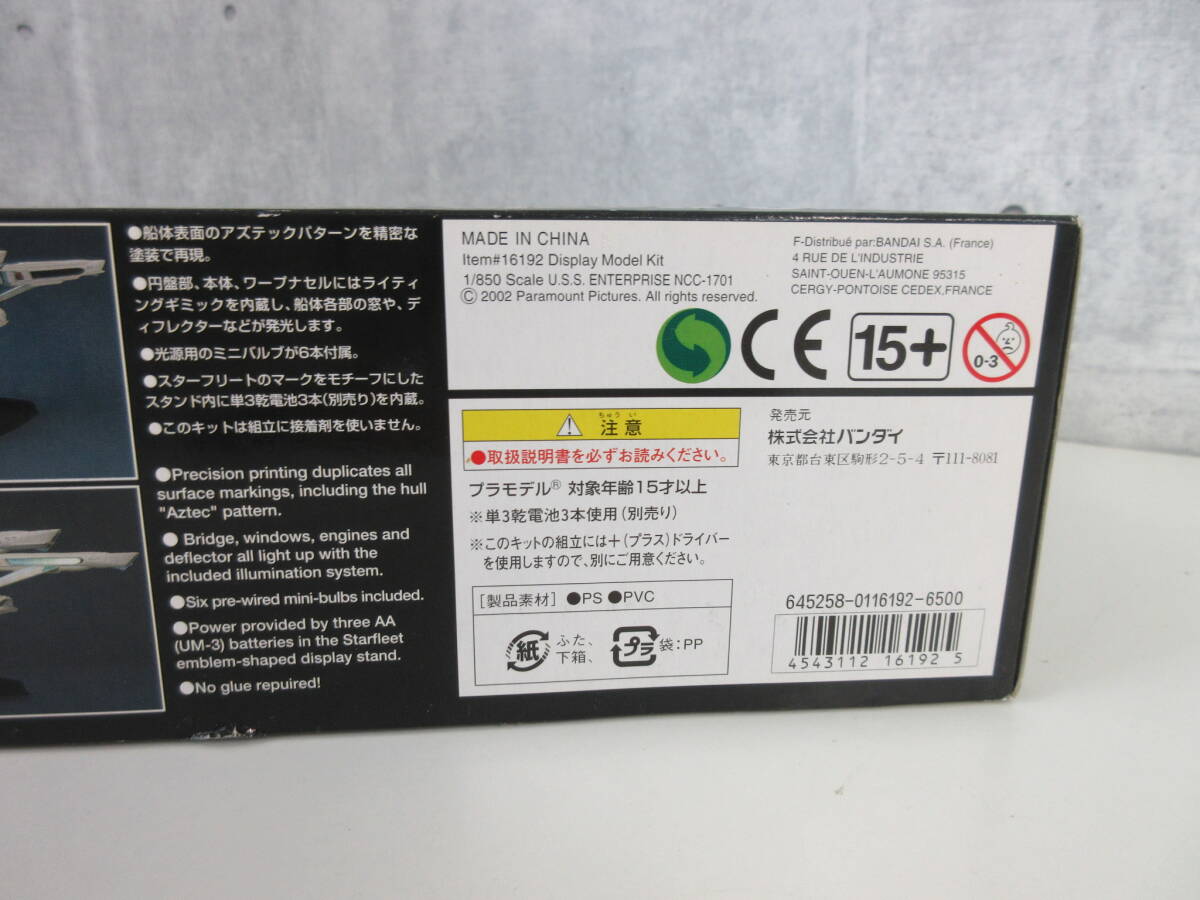 ●船体表面のアズテックパターンを精密な
塗装で再現。
●円盤部、本体、ワープナセルにはライティ
ングギミックを内蔵し、船体各部の窓や、デ
ィフレクターなどが発光します。
●光源用のミニバルブが6本付属。
●スターフリートのマークをモチーフにした
スタンド内に単3乾電池3本(別売り)を内蔵。
●このキットは組立に接着剤を使いません。
●Precision printing duplicates all
surface markings, including the hull
"Aztec" pattern.
● Bridge, windows, engines and
deflector all light up with the
included illumination system.
●Six pre-wired mini-bulbs included.
●Power provided by three AA
(UM-3) batteries in the Starfleet
emblem-shaped display stand.
●No glue repuired!
MADE IN CHINA
Item#16192 Display Model Kit
1/850 Scale U.S.S. ENTERPRISE NCC-1701
© 2002 Paramount Pictures. All rights reserved.
F-Distribué par:BANDAI S.A. (France)
4 RUE DE L'INDUSTRIE
SAINT-OUEN-L'AUMONE 95315
CERGY-PONTOISE CEDEX,FRANCE
CE 15+ 0-3
ちゅう い
注意
●取扱説明書を必ずお読みください。
プラモデル® 対象年齢15才以上
※単3乾電池3本使用(別売り)
※このキットの組立には+(プラス)ドライバー
を使用しますので、別にご用意ください。
[製品素材] ●PS ●PVC
紙 ふた、
下箱、
プラ 袋:PP
発売元
株式会社バンダイ
東京都台東区駒形2-5-4 〒111-8081
645258-0116192-6500
4543112 16192 5